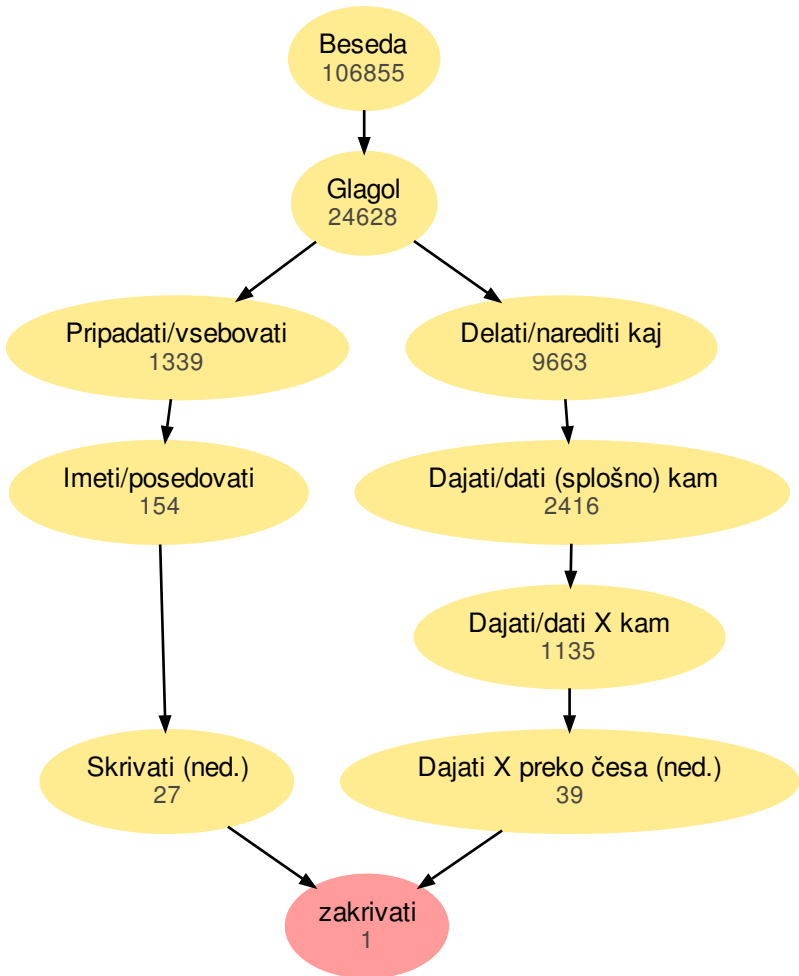 Beseda
106855
Glagol
24628
Pripadati/vsebovati
1339
Delati/narediti kaj
9663
Imeti/posedovati
154
Dajati/dati (splošno) kam
2416
Dajati/dati X kam
1135
Skrivati (ned.)
27
Dajati X preko česa (ned.)
39
zakrivati
1